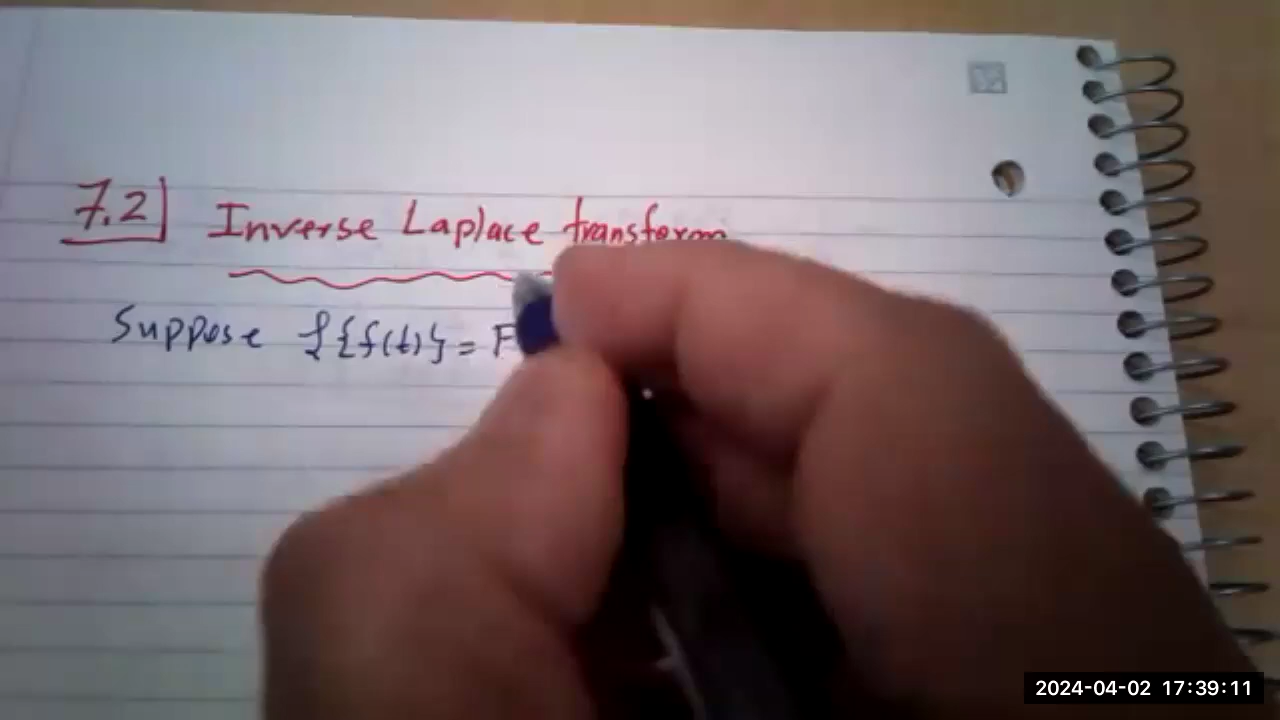 7.2 Inverse Laplace transform
Suppose ℒ{f(t)} = F
2024-04-02 17:39:11